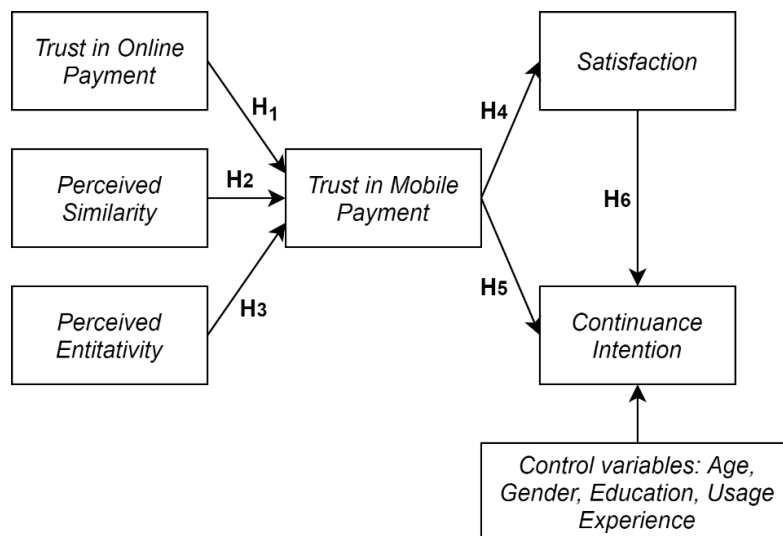 Trust in Online
Payment
H1
Perceived
Similarity
H2
Perceived
Entitativity
H3
Trust in Mobile
Payment
H4
H5
Satisfaction
H6
Continuance
Intention
Control variables: Age,
Gender, Education, Usage
Experience